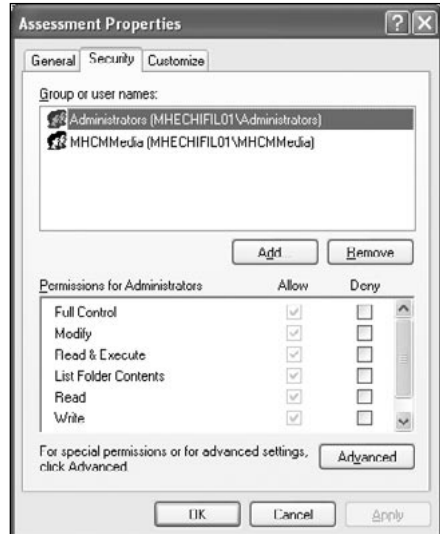 Assessment Properties
General Security Customize
Group or user names:
Administrators (MHECHIFIL01\Administrators)
MHCMMedia (MHECHIFIL01\MHCMMedia)
Add... Remove
Permissions for Administrators Allow Deny
Full Control
Modify
Read & Execute
List Folder Contents
Read
Write
For special permissions or for advanced settings,
click Advanced.
Advanced
OK Cancel Apply